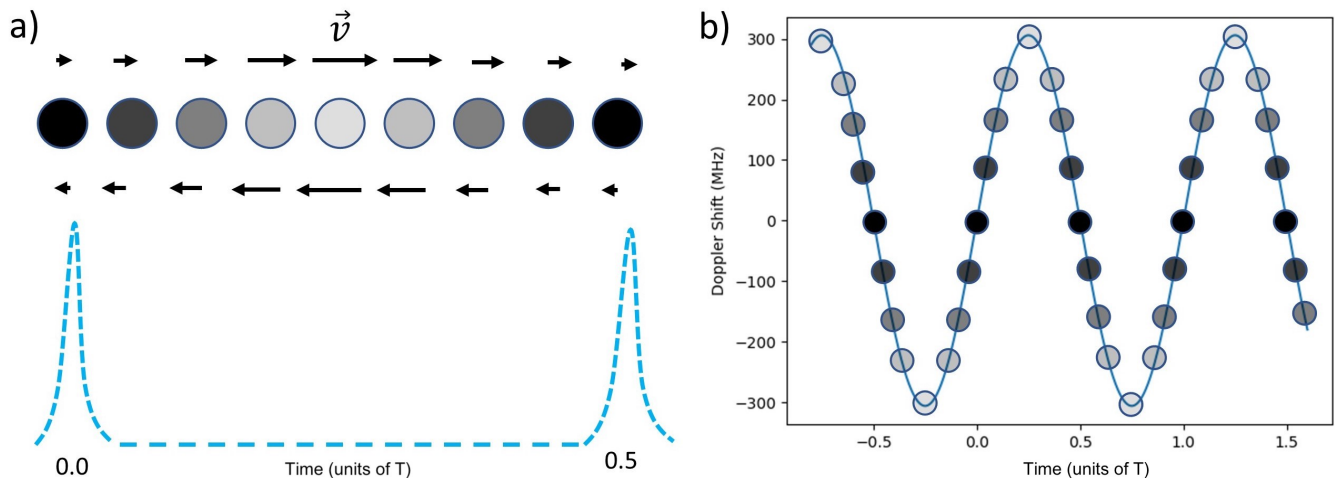 a)
v⃗
0.0
Time (units of T)
0.5
b)
Doppler Shift (MHz)
300
200
100
0
−100
−200
−300
−0.5
0.0
0.5
1.0
1.5
Time (units of T)